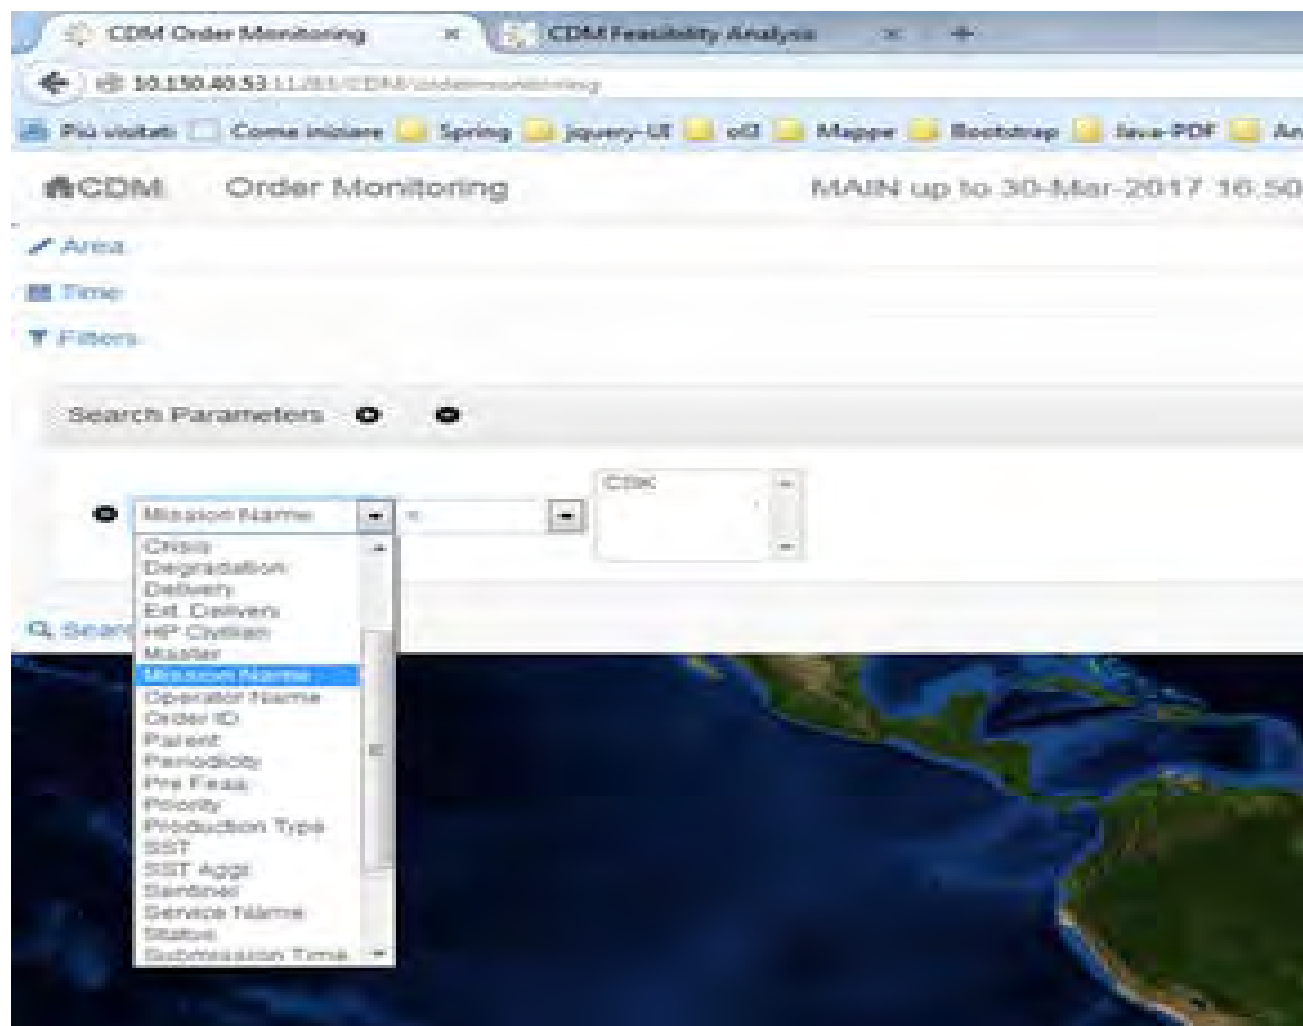 CDM Order Monitoring × CDM Feasibility Analysis × +
10.150.40.53
Più visitati Come iniziare Spring jquery-UI ol3 Mappe Bootstrap Java-PDF An
CDM Order Monitoring MAIN up to 30-Mar-2017 16:50
Area
Time
Filters
Search Parameters
Mission Name =
CSK
Crisis
Degradation
Delivery
Ext. Delivery
HP Civilian
Master
Mission Name
Operator Name
Order ID
Parent
Periodicity
Pre Feas.
Priority
Production Type
SST
SST Aggr.
Sentinel
Service Name
Status
Submission Time
Sear